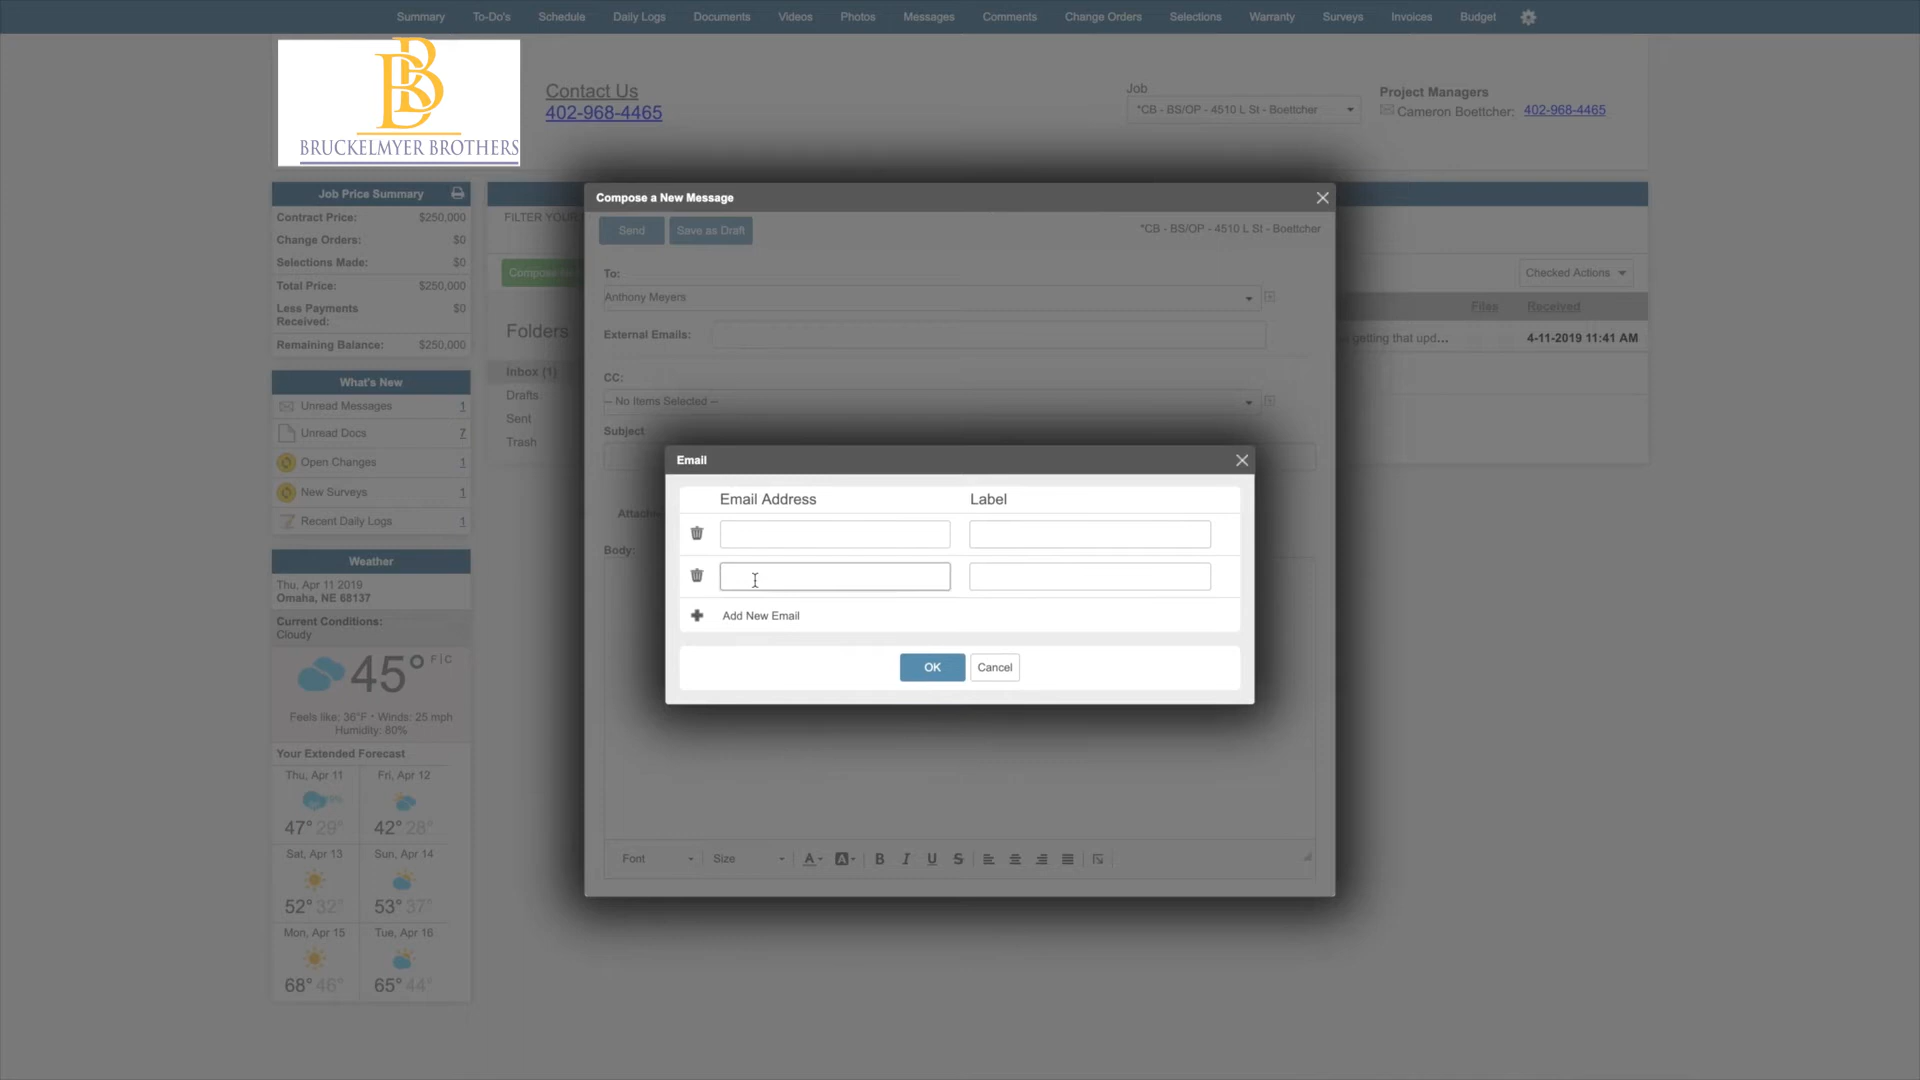 Summary To-Do's Schedule Daily Logs Documents Videos Photos Messages Comments Change Orders Selections Warranty Surveys Invoices Budget
BB
BRUCKELMYER BROTHERS
Contact Us
402-968-4465
Job
*CB - BS/OP - 4510 L St - Boettcher
Project Managers
Cameron Boettcher: 402-968-4465
Job Price Summary
Contract Price: $250,000
Change Orders: $0
Selections Made: $0
Total Price: $250,000
Less Payments
Received: $0
Remaining Balance: $250,000
What's New
Unread Messages 1
Unread Docs 7
Open Changes 1
New Surveys 1
Recent Daily Logs 1
Weather
Thu, Apr 11 2019
Omaha, NE 68137
Current Conditions:
Cloudy
45° F|C
Feels like: 36°F • Winds: 25 mph
Humidity: 80%
Your Extended Forecast
Thu, Apr 11 Fri, Apr 12
47° 29° 42° 28°
Sat, Apr 13 Sun, Apr 14
52° 32° 53° 37°
Mon, Apr 15 Tue, Apr 16
68° 46° 65° 44°
FILTER YOUR
Folders
Inbox (1)
Drafts
Sent
Trash
Checked Actions
Files Received
getting that upd... 4-11-2019 11:41 AM
Compose a New Message
Send Save as Draft *CB - BS/OP - 4510 L St - Boettcher
To:
Anthony Meyers
External Emails:
CC:
-- No Items Selected --
Subject
Body:
Font Size A A B I U S
Email
Email Address Label
Add New Email
OK Cancel